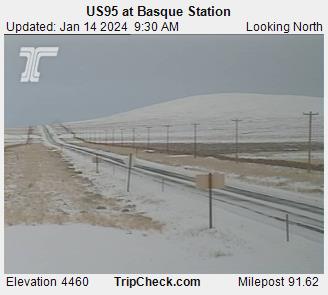 US95 at Basque Station
Updated: Jan 14 2024 9:30 AM Looking North
Elevation 4460 TripCheck.com Milepost 91.62